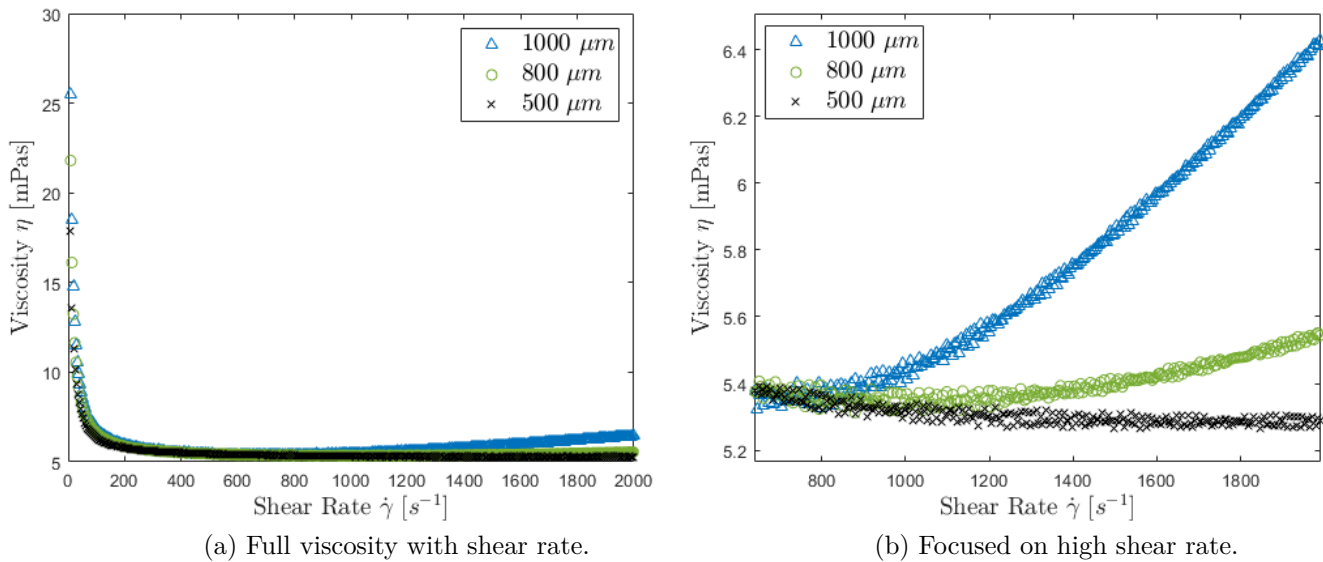 30
25
20
15
10
5
Viscosity η [mPas]
1000 μm
800 μm
500 μm
0 200 400 600 800 1000 1200 1400 1600 1800 2000
Shear Rate γ̇ [s⁻¹]
(a) Full viscosity with shear rate.
6.4
6.2
6
5.8
5.6
5.4
5.2
Viscosity η [mPas]
1000 μm
800 μm
500 μm
800 1000 1200 1400 1600 1800
Shear Rate γ̇ [s⁻¹]
(b) Focused on high shear rate.